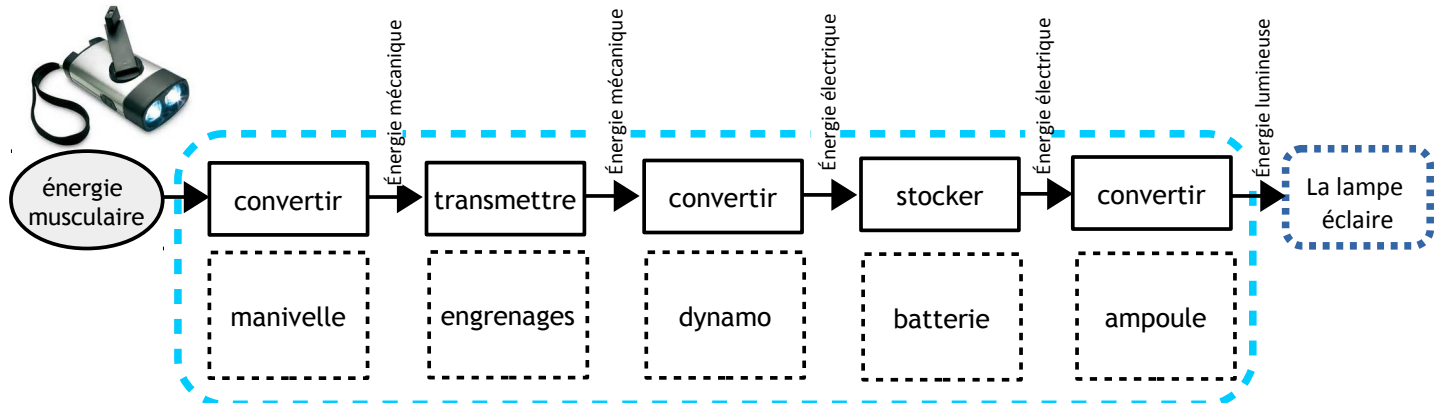 Énergie mécanique
Énergie mécanique
Énergie électrique
Énergie électrique
Énergie lumineuse
énergie
musculaire
convertir
transmettre
convertir
stocker
convertir
La lampe
éclaire
manivelle
engrenages
dynamo
batterie
ampoule